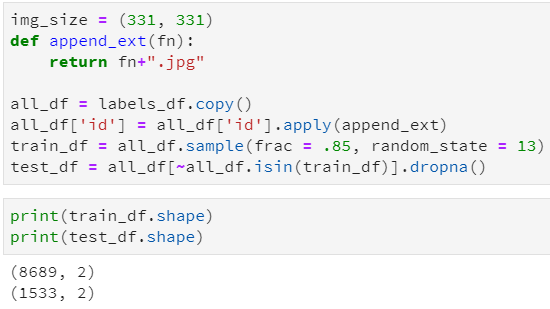 img_size = (331, 331)
def append_ext(fn):
    return fn+".jpg"
all_df = labels_df.copy()
all_df['id'] = all_df['id'].apply(append_ext)
train_df = all_df.sample(frac = .85, random_state = 13)
test_df = all_df[~all_df.isin(train_df)].dropna()
print(train_df.shape)
print(test_df.shape)
(8689, 2)
(1533, 2)